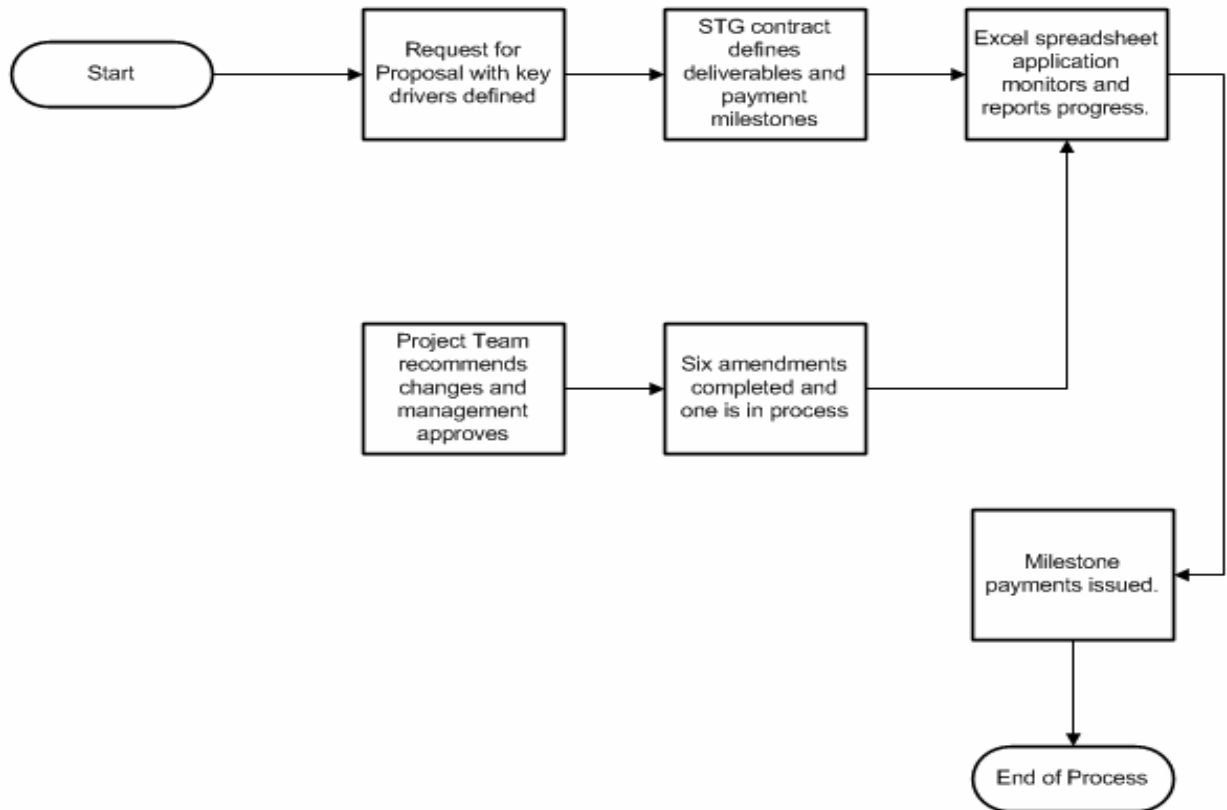 Start
Request for
Proposal with key
drivers defined
STG contract
defines
deliverables and
payment
milestones
Excel spreadsheet
application
monitors and
reports progress.
Project Team
recommends
changes and
management
approves
Six amendments
completed and
one is in process
Milestone
payments issued.
End of Process